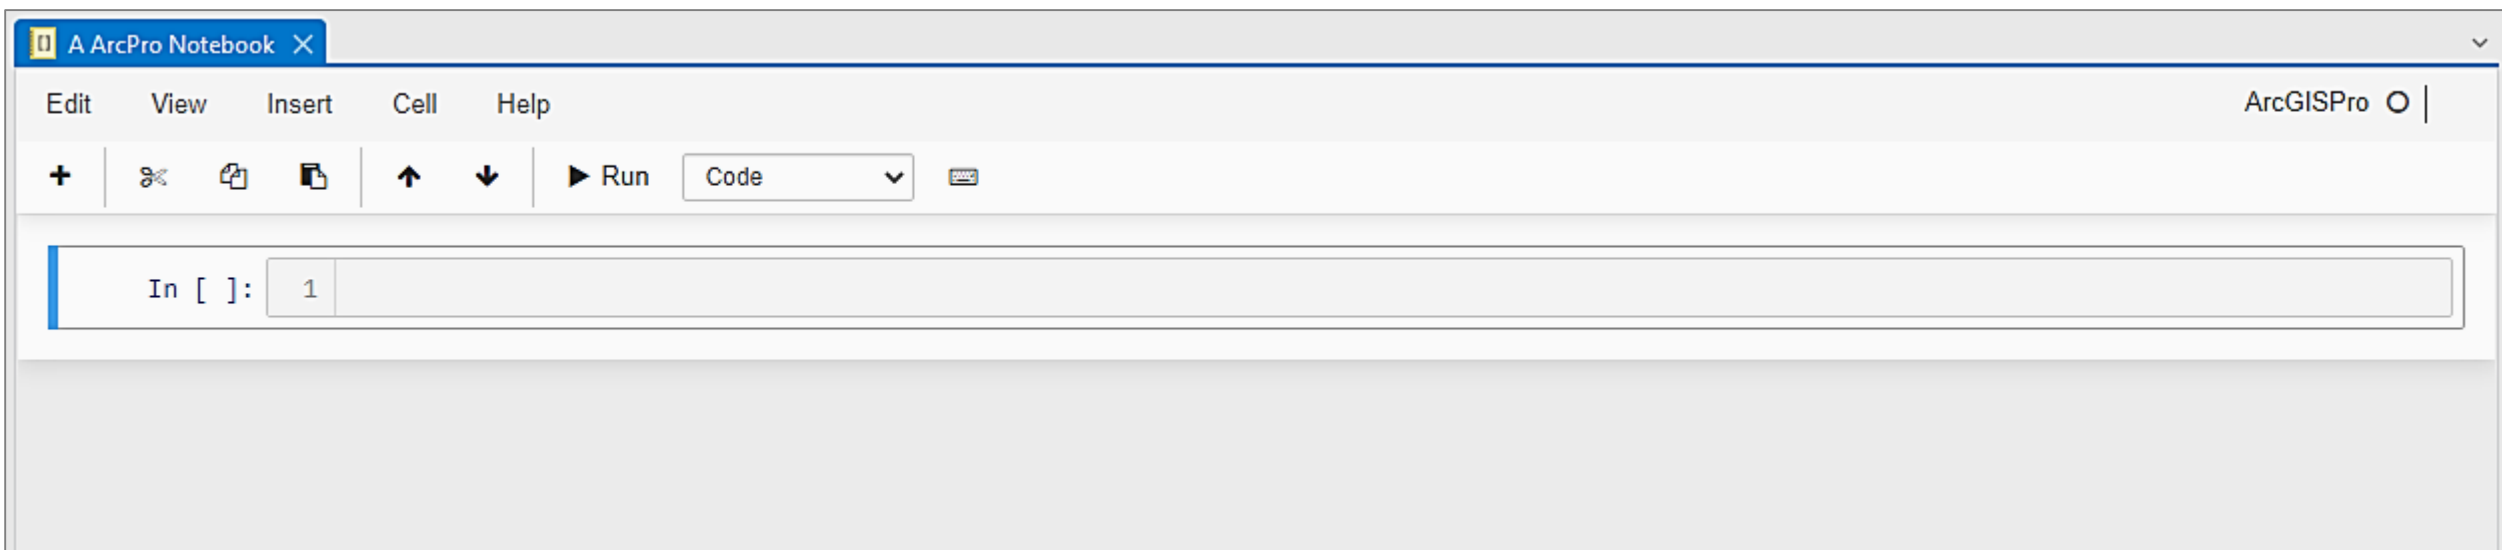 A ArcPro Notebook
Edit View Insert Cell Help ArcGISPro
Run Code
In [ ]: 1